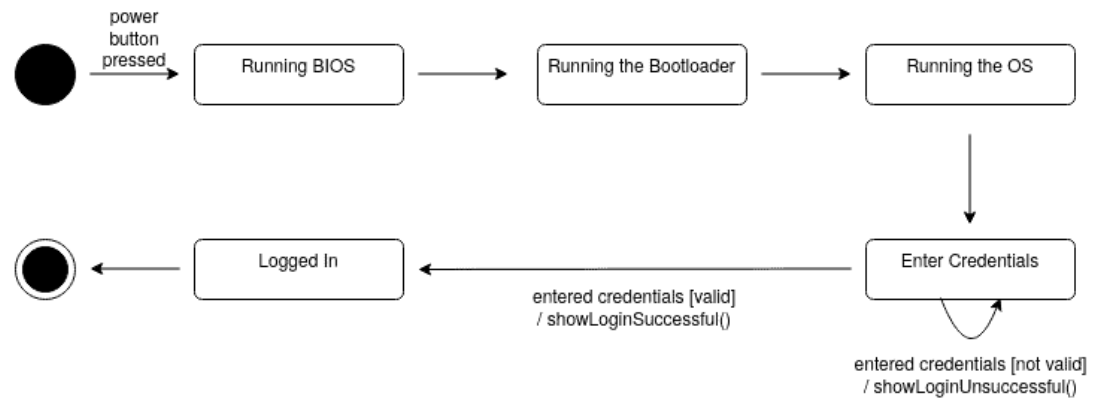 power
button
pressed
Running BIOS
Running the Bootloader
Running the OS
Logged In
Enter Credentials
entered credentials [valid]
/ showLoginSuccessful()
entered credentials [not valid]
/ showLoginUnsuccessful()